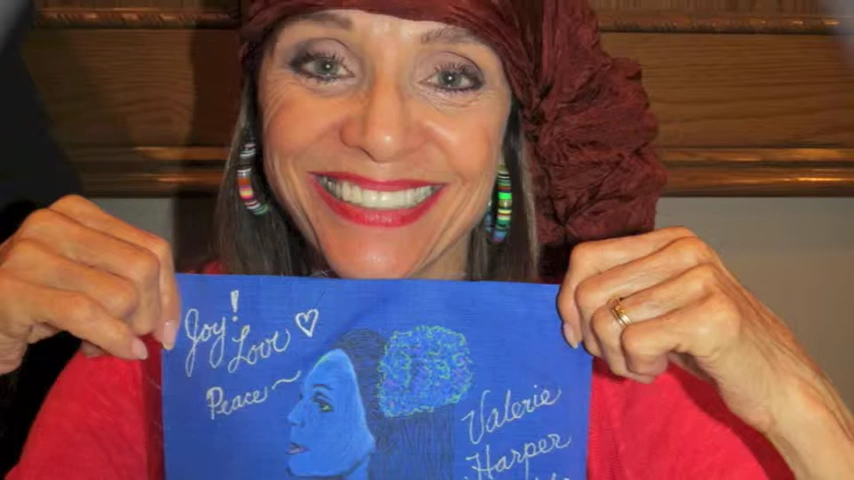 Joy!
Love ♡
Peace ~
Valerie
Harper